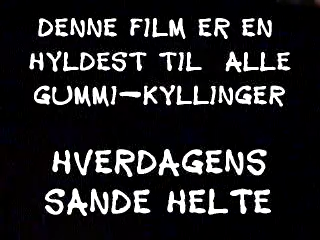 DENNE FILM ER EN
HYLDEST TIL ALLE
GUMMI-KYLLINGER
HVERDAGENS
SANDE HELTE